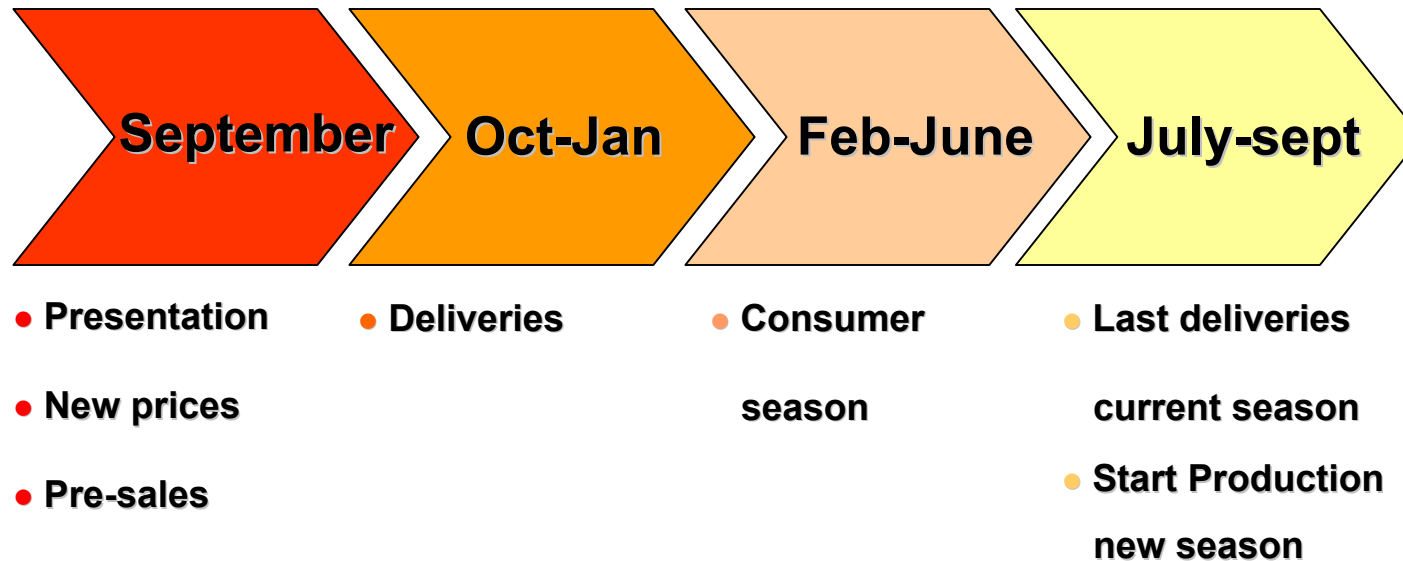 September
Oct-Jan
Feb-June
July-sept
• Presentation
• New prices
• Pre-sales
• Deliveries
• Consumer
season
• Last deliveries
current season
• Start Production
new season